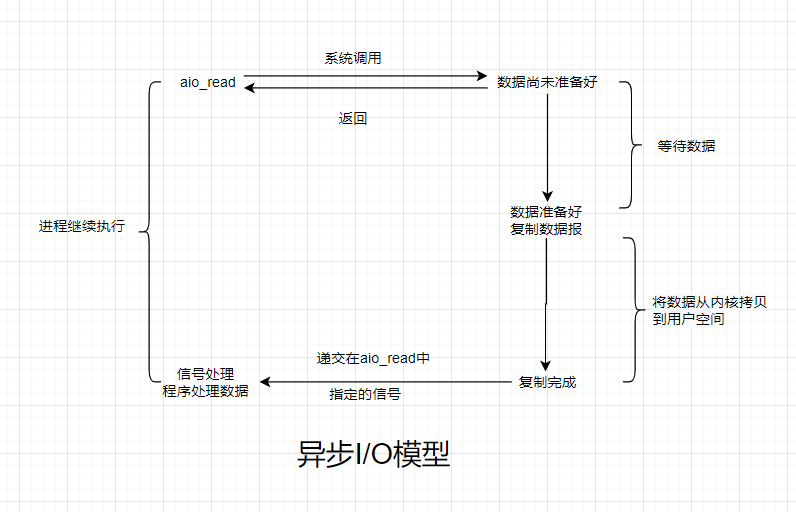 系统调用
aio_read
数据尚未准备好
返回
等待数据
数据准备好
复制数据报
进程继续执行
将数据从内核拷贝
到用户空间
递交在aio_read中
信号处理
程序处理数据
复制完成
指定的信号
异步I/O模型